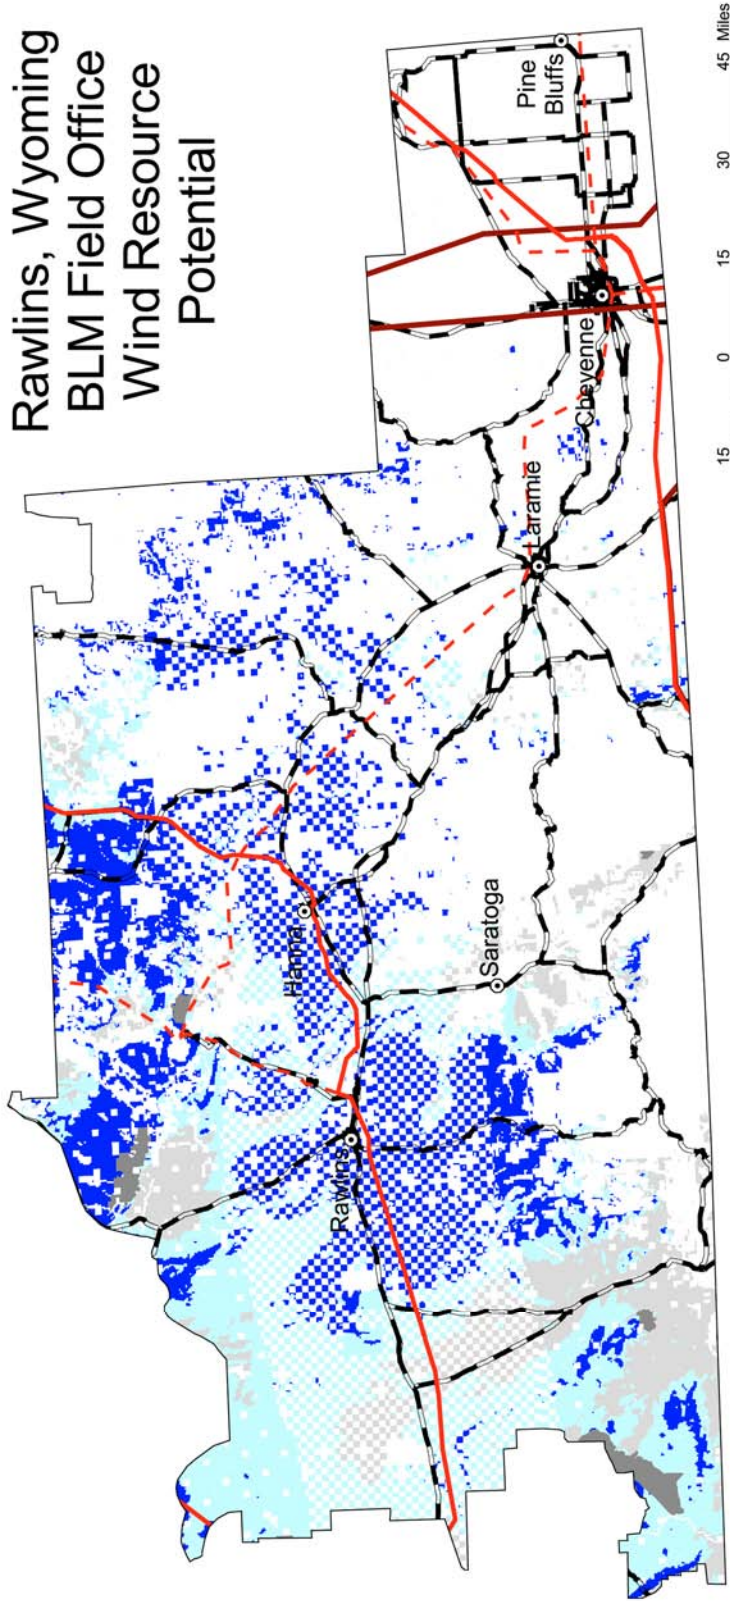 Rawlins, Wyoming
BLM Field Office
Wind Resource
Potential
Pine
Bluffs
Cheyenne
Laramie
Hanna
Saratoga
Rawlins
15 0 15 30 45 Miles